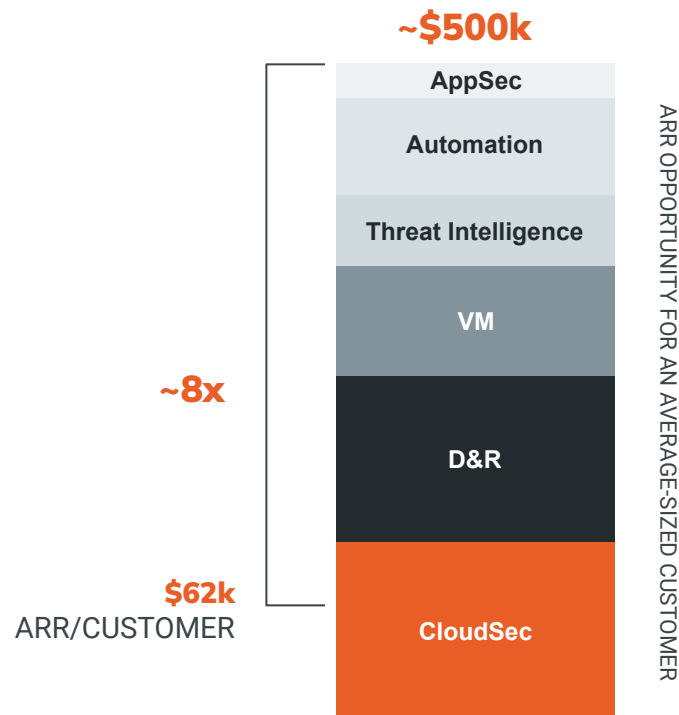 ~$500k
AppSec
Automation
Threat Intelligence
VM
~8x
D&R
$62k
ARR/CUSTOMER
CloudSec
ARR OPPORTUNITY FOR AN AVERAGE-SIZED CUSTOMER